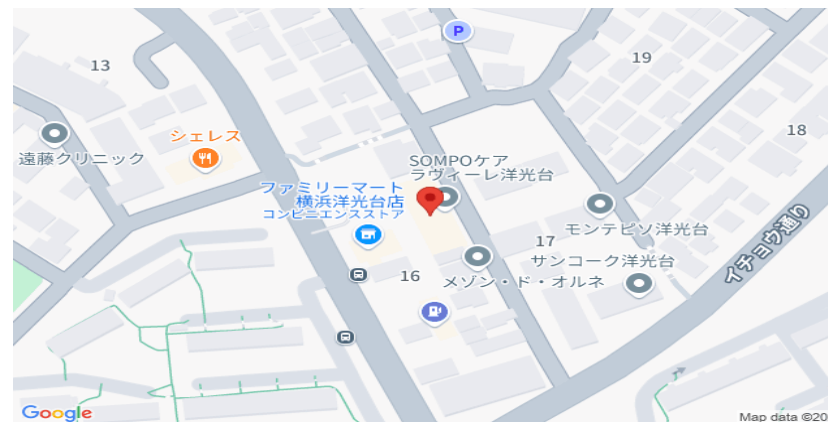 P
13
19
18
シェレス
遠藤クリニック
SOMPOケア
ラヴィーレ洋光台
ファミリーマート
横浜洋光台店
コンビニエンスストア
モンテビソ洋光台
17
サンコーク洋光台
イチョウ通り
16
メゾン・ド・オルネ
Google
Map data ©20